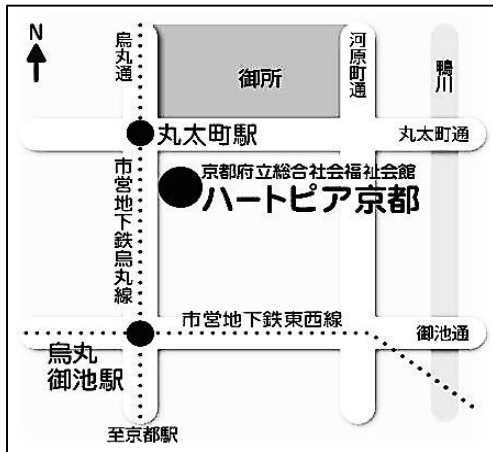 N
烏丸通
御所
河原町通
鴨川
丸太町駅
丸太町通
京都府立総合社会福祉会館
ハートピア京都
市営地下鉄烏丸線
市営地下鉄東西線
御池通
烏丸
御池駅
至京都駅